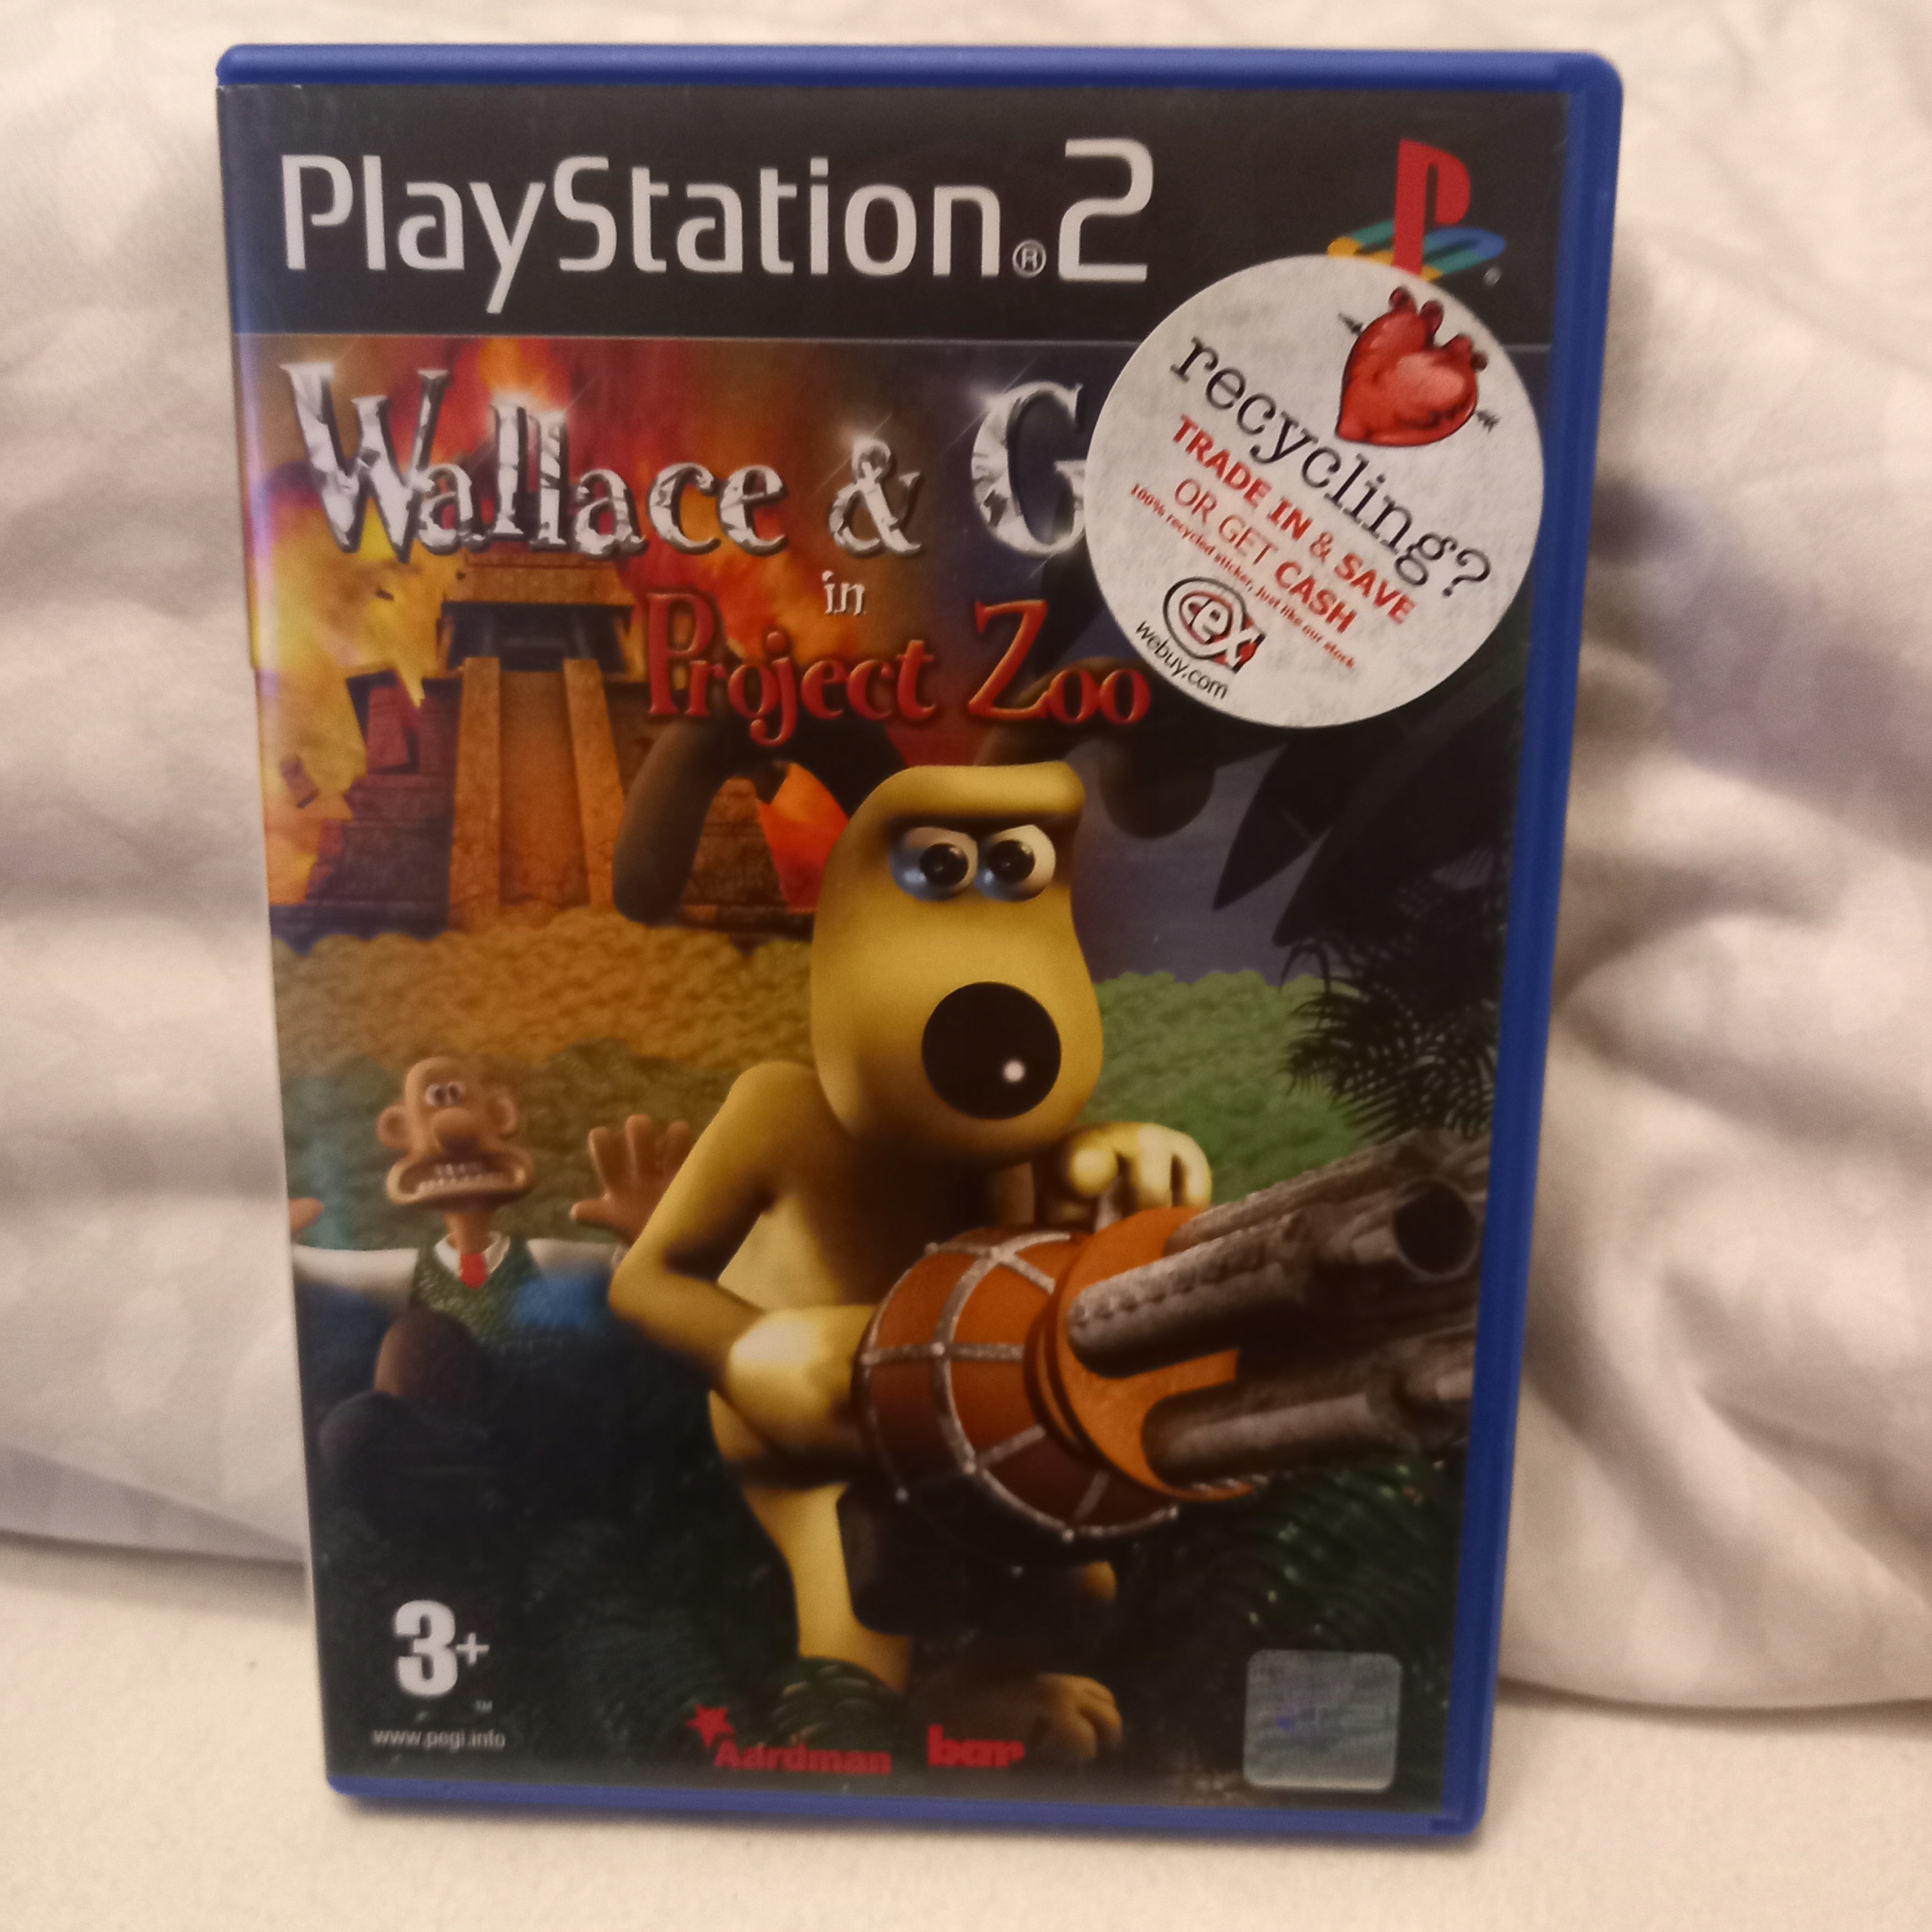 PlayStation®2
Wallace & G
in
Project Zoo
recycling?
TRADE IN & SAVE
OR GET CASH
100% recycled sticker, just like our stock.
CeX
webuy.com
3+
™
www.pegi.info
Aardman
bam